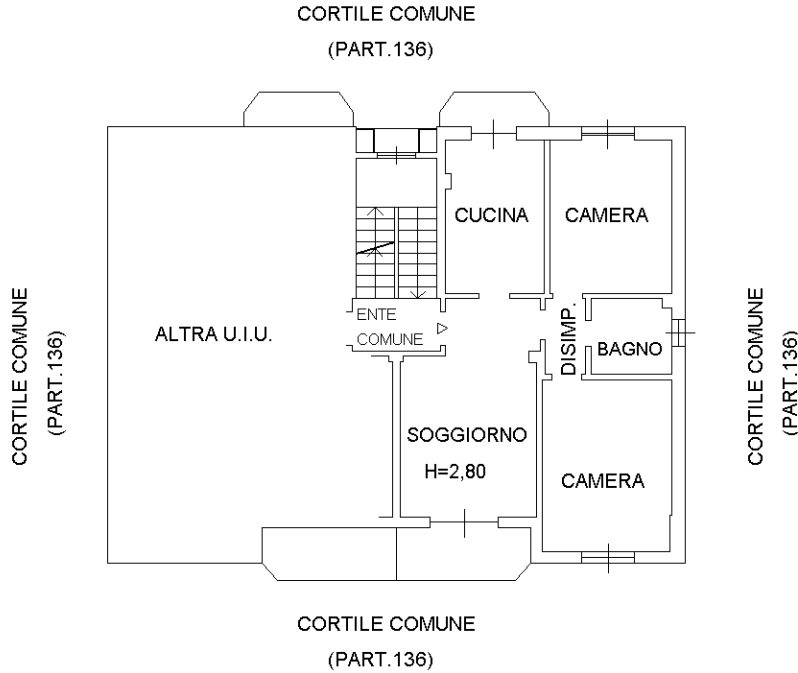 CORTILE COMUNE
(PART.136)
CUCINA
CAMERA
CORTILE COMUNE
(PART.136)
ALTRA U.I.U.
ENTE
COMUNE
DISIMP.
BAGNO
CORTILE COMUNE
(PART.136)
SOGGIORNO
H=2,80
CAMERA
CORTILE COMUNE
(PART.136)